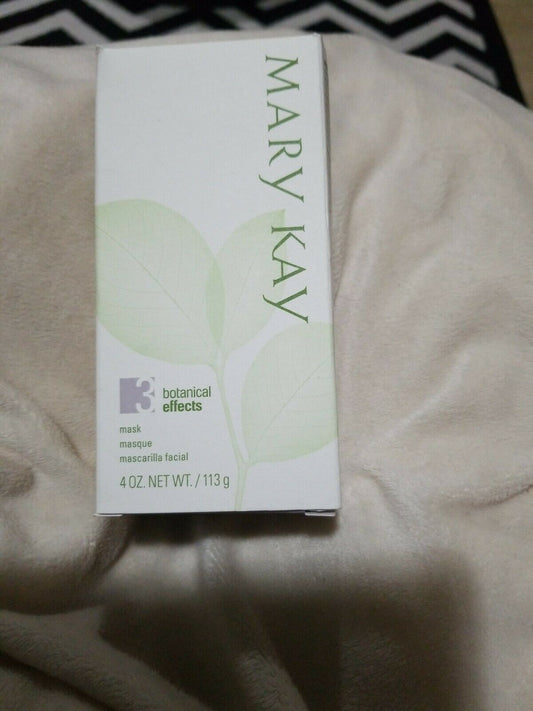 MARY KAY
3
botanical
effects
mask
masque
mascarilla facial
4 OZ. NET WT. / 113 g